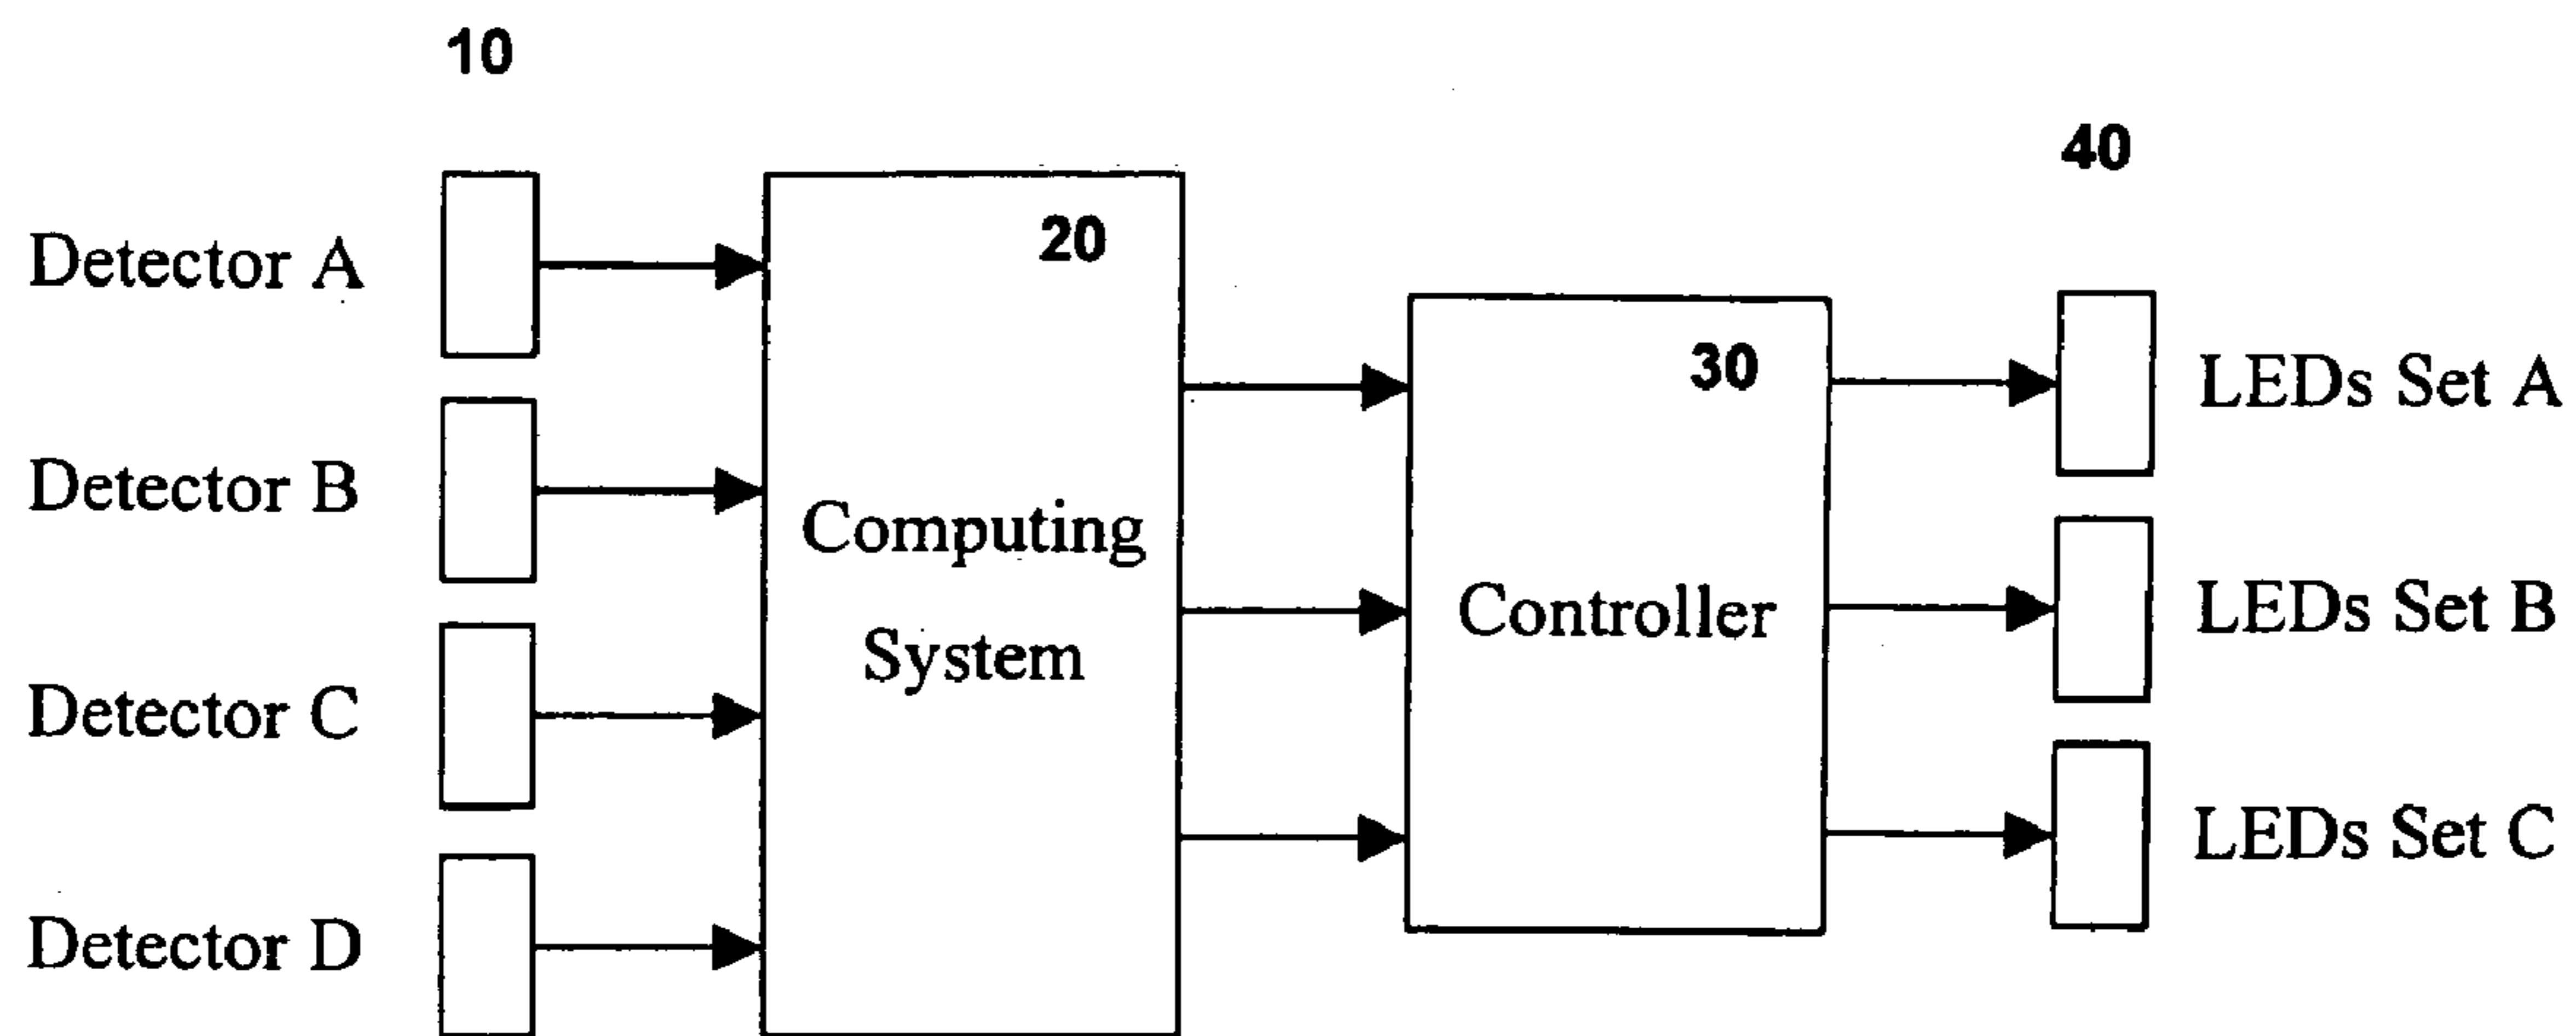 10
40
Detector A
20
LEDs Set A
30
Detector B
Computing
System
Controller
LEDs Set B
Detector C
LEDs Set C
Detector D